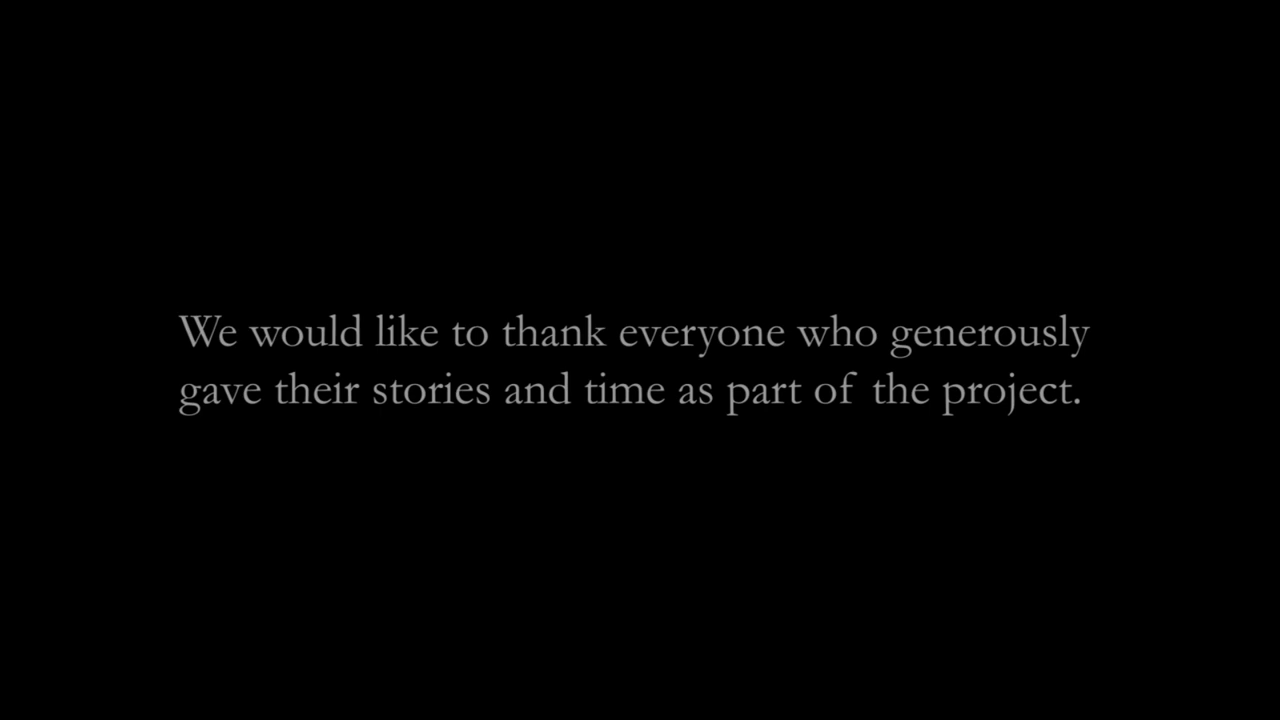 We would like to thank everyone who generously
gave their stories and time as part of the project.